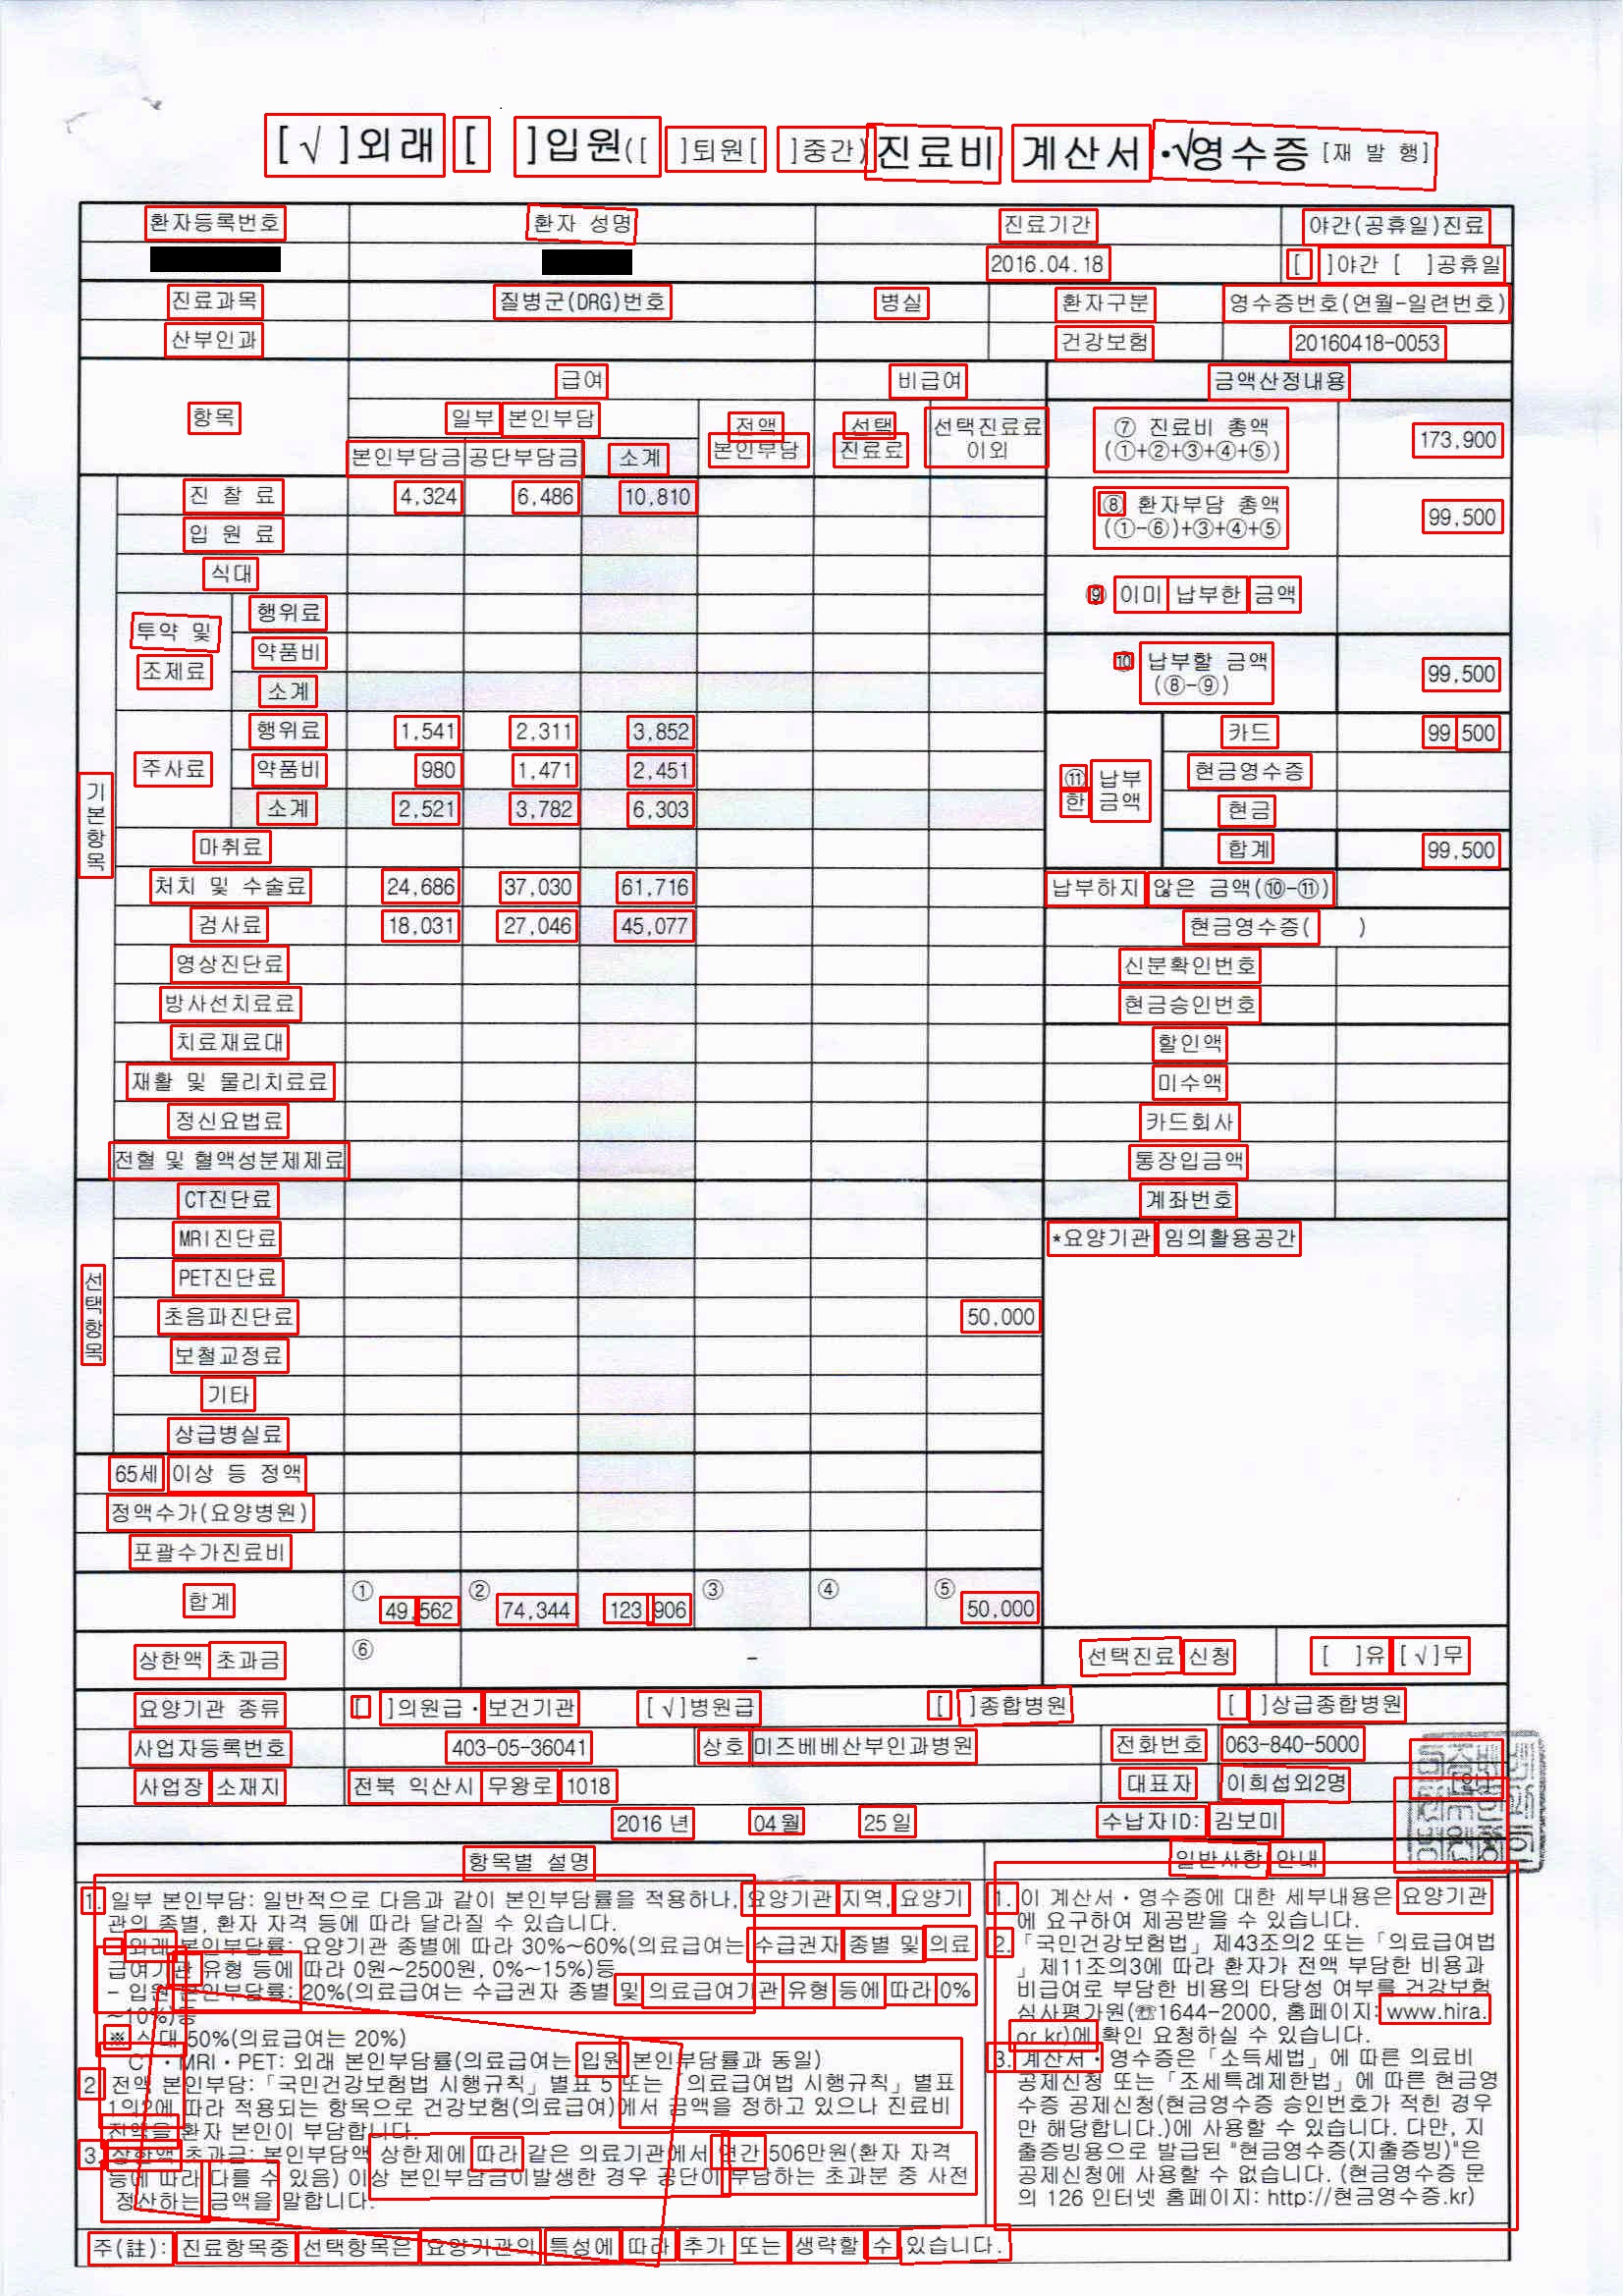 [√]외래 [ ]입원([ ]퇴원[ ]중간) 진료비 계산서·√영수증 [재 발 행]
환자등록번호 환자 성명 진료기간 야간(공휴일)진료
2016.04.18 [ ]야간 [ ]공휴일
진료과목 질병군(DRG)번호 병실 환자구분 영수증번호(연월-일련번호)
산부인과 건강보험 20160418-0053
항목 급여 비급여 금액산정내용
일부 본인부담 전액 본인부담 선택 진료료 선택진료료 이외
본인부담금 공단부담금 소계
⑦ 진료비 총액 173,900
(①+②+③+④+⑤)
기본항목
진 찰 료 4,324 6,486 10,810
⑧ 환자부담 총액 99,500
(①-⑥)+③+④+⑤
입 원 료
식대
⑨ 이미 납부한 금액
투약 및 조제료
행위료
약품비
소계
⑩ 납부할 금액 99,500
(⑧-⑨)
주사료
행위료 1,541 2,311 3,852
약품비 980 1,471 2,451
소계 2,521 3,782 6,303
⑪ 납부한 금액
카드 99 500
현금영수증
현금
합계 99,500
마취료
처치 및 수술료 24,686 37,030 61,716
납부하지 않은 금액(⑩-⑪)
검사료 18,031 27,046 45,077
현금영수증( )
영상진단료 신분확인번호
방사선치료료 현금승인번호
치료재료대 할인액
재활 및 물리치료료 미수액
정신요법료 카드회사
전혈 및 혈액성분제제료 통장입금액
선택항목
CT진단료 계좌번호
MRI진단료 *요양기관 임의활용공간
PET진단료
초음파진단료 50,000
보철교정료
기타
상급병실료
65세 이상 등 정액
정액수가(요양병원)
포괄수가진료비
합계 ① 49,562 ② 74,344 123,906 ③ ④ ⑤ 50,000
상한액 초과금 ⑥ - 선택진료 신청 [ ]유 [√]무
요양기관 종류 [ ]의원급·보건기관 [√]병원급 [ ]종합병원 [ ]상급종합병원
사업자등록번호 403-05-36041 상호 미즈베베산부인과병원 전화번호 063-840-5000
사업장 소재지 전북 익산시 무왕로 1018 대표자 이희섭외2명
2016 년 04월 25일 수납자ID: 김보미
항목별 설명
1. 일부 본인부담: 일반적으로 다음과 같이 본인부담률을 적용하나, 요양기관 지역, 요양기
관의 종별, 환자 자격 등에 따라 달라질 수 있습니다.
- 외래 본인부담률: 요양기관 종별에 따라 30%~60%(의료급여는 수급권자 종별 및 의료
급여기관 유형 등에 따라 0원~2500원, 0%~15%)등
- 입원 본인부담률: 20%(의료급여는 수급권자 종별 및 의료급여기관 유형 등에 따라 0%
~10%)등
※ 식대 50%(의료급여는 20%)
CT·MRI·PET: 외래 본인부담률(의료급여는 입원 본인부담률과 동일)
2. 전액 본인부담:「국민건강보험법 시행규칙」별표 5 또는「의료급여법 시행규칙」별표
1의2에 따라 적용되는 항목으로 건강보험(의료급여)에서 금액을 정하고 있으나 진료비
전액을 환자 본인이 부담합니다.
3. 상한액 초과금: 본인부담액 상한제에 따라 같은 의료기관에서 연간 506만원(환자 자격
등에 따라 다를 수 있음) 이상 본인부담금이발생한 경우 공단이 부담하는 초과분 중 사전
정산하는 금액을 말합니다.
일반사항 안내
1. 이 계산서·영수증에 대한 세부내용은 요양기관
에 요구하여 제공받을 수 있습니다.
2.「국민건강보험법」제43조의2 또는「의료급여법
」제11조의3에 따라 환자가 전액 부담한 비용과
비급여로 부담한 비용의 타당성 여부를 건강보험
심사평가원(☎1644-2000, 홈페이지: www.hira.
or.kr)에 확인 요청하실 수 있습니다.
3. 계산서·영수증은「소득세법」에 따른 의료비
공제신청 또는「조세특례제한법」에 따른 현금영
수증 공제신청(현금영수증 승인번호가 적힌 경우
만 해당합니다.)에 사용할 수 있습니다. 다만, 지
출증빙용으로 발급된 "현금영수증(지출증빙)"은
공제신청에 사용할 수 없습니다. (현금영수증 문
의 126 인터넷 홈페이지: http://현금영수증.kr)
주(註): 진료항목중 선택항목은 요양기관의 특성에 따라 추가 또는 생략할 수 있습니다.